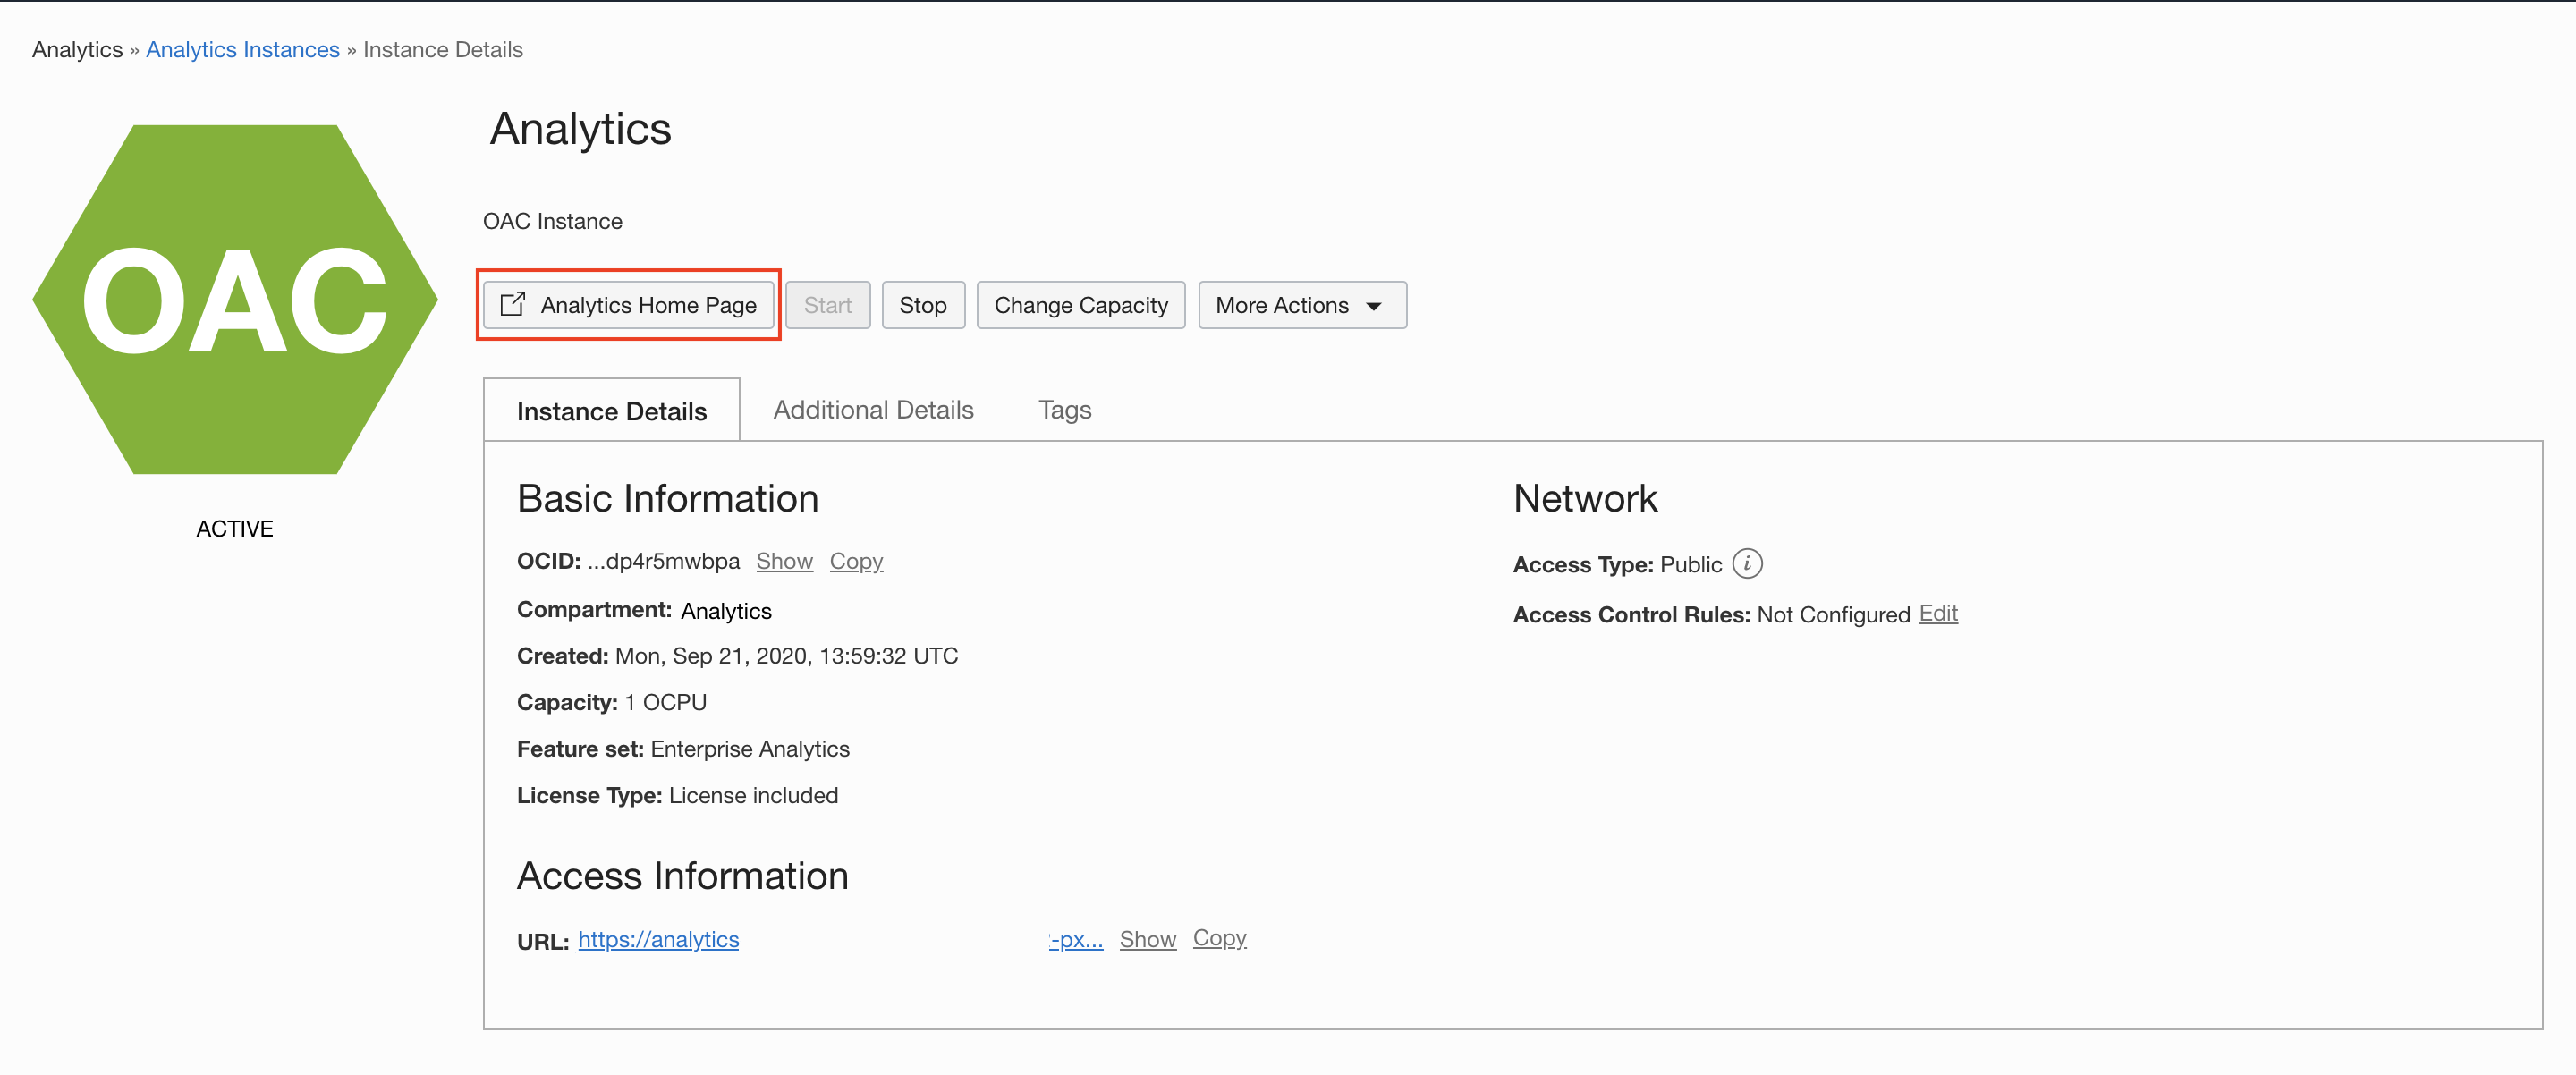 Analytics » Analytics Instances » Instance Details
Analytics
OAC
OAC Instance
Analytics Home Page Start Stop Change Capacity More Actions
Instance Details Additional Details Tags
ACTIVE
Basic Information
OCID: ...dp4r5mwbpa Show Copy
Compartment: Analytics
Created: Mon, Sep 21, 2020, 13:59:32 UTC
Capacity: 1 OCPU
Feature set: Enterprise Analytics
License Type: License included
Access Information
URL: https://analytics -px... Show Copy
Network
Access Type: Public i
Access Control Rules: Not Configured Edit